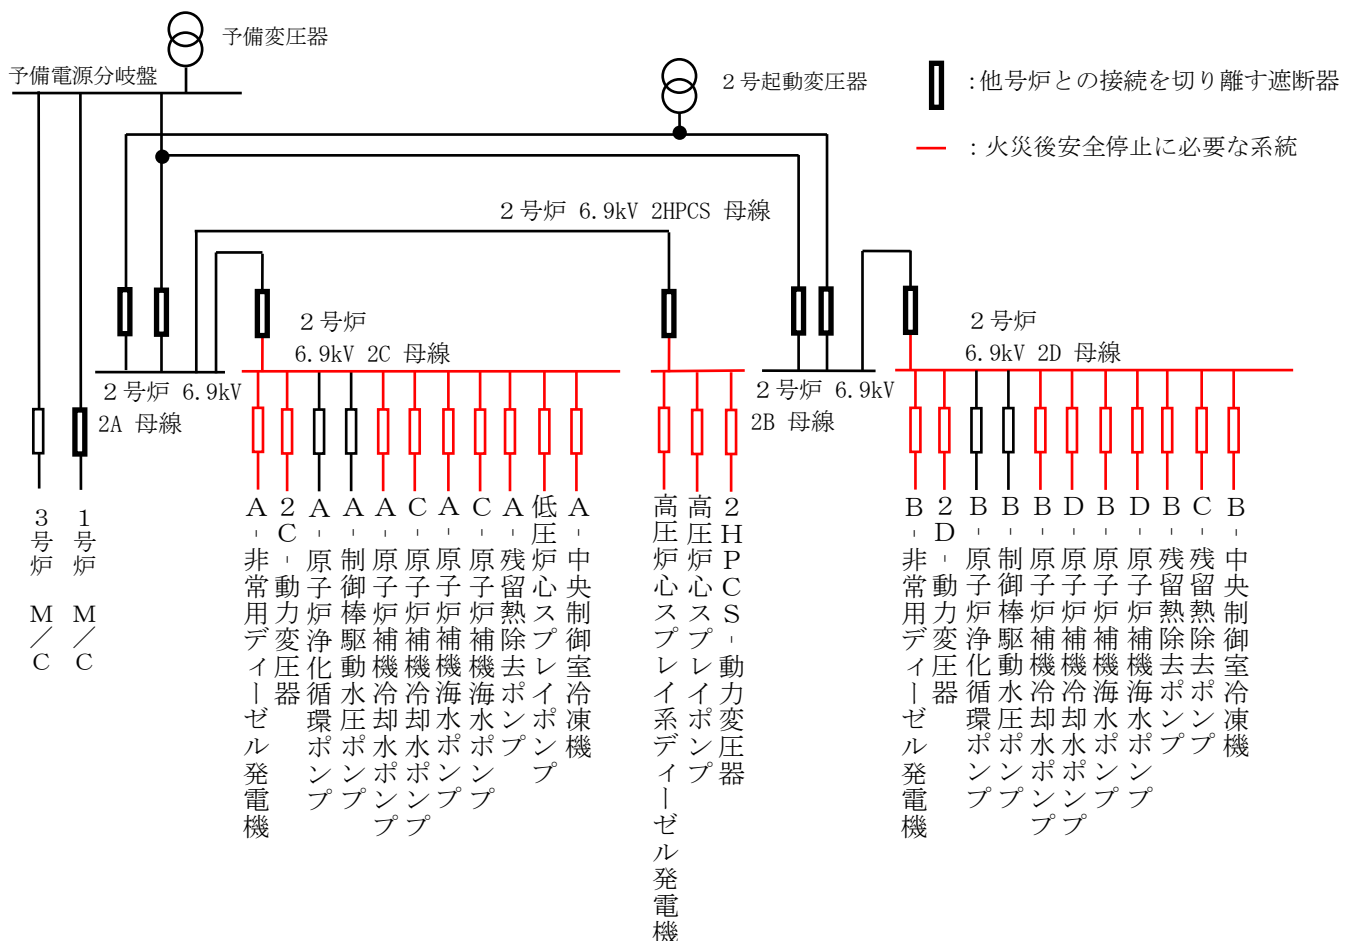 予備変圧器
予備電源分岐盤
２号起動変圧器
：他号炉との接続を切り離す遮断器
：火災後安全停止に必要な系統
２号炉 6.9kV 2HPCS 母線
２号炉
6.9kV 2C 母線
２号炉
6.9kV 2D 母線
２号炉 6.9kV
2A 母線
２号炉 6.9kV
2B 母線
３号炉 Ｍ／Ｃ
１号炉 Ｍ／Ｃ
Ａ-非常用ディーゼル発電機
２Ｃ-動力変圧器
Ａ-原子炉浄化循環ポンプ
Ａ-制御棒駆動水圧ポンプ
Ａ-原子炉補機冷却水ポンプ
Ｃ-原子炉補機冷却水ポンプ
Ａ-原子炉補機海水ポンプ
Ｃ-原子炉補機海水ポンプ
Ａ-残留熱除去ポンプ
低圧炉心スプレイポンプ
Ａ-中央制御室冷凍機
高圧炉心スプレイ系ディーゼル発電機
高圧炉心スプレイポンプ
２ＨＰＣＳ-動力変圧器
Ｂ-非常用ディーゼル発電機
２Ｄ-動力変圧器
Ｂ-原子炉浄化循環ポンプ
Ｂ-制御棒駆動水圧ポンプ
Ｂ-原子炉補機冷却水ポンプ
Ｄ-原子炉補機冷却水ポンプ
Ｂ-原子炉補機海水ポンプ
Ｄ-原子炉補機海水ポンプ
Ｂ-残留熱除去ポンプ
Ｃ-残留熱除去ポンプ
Ｂ-中央制御室冷凍機